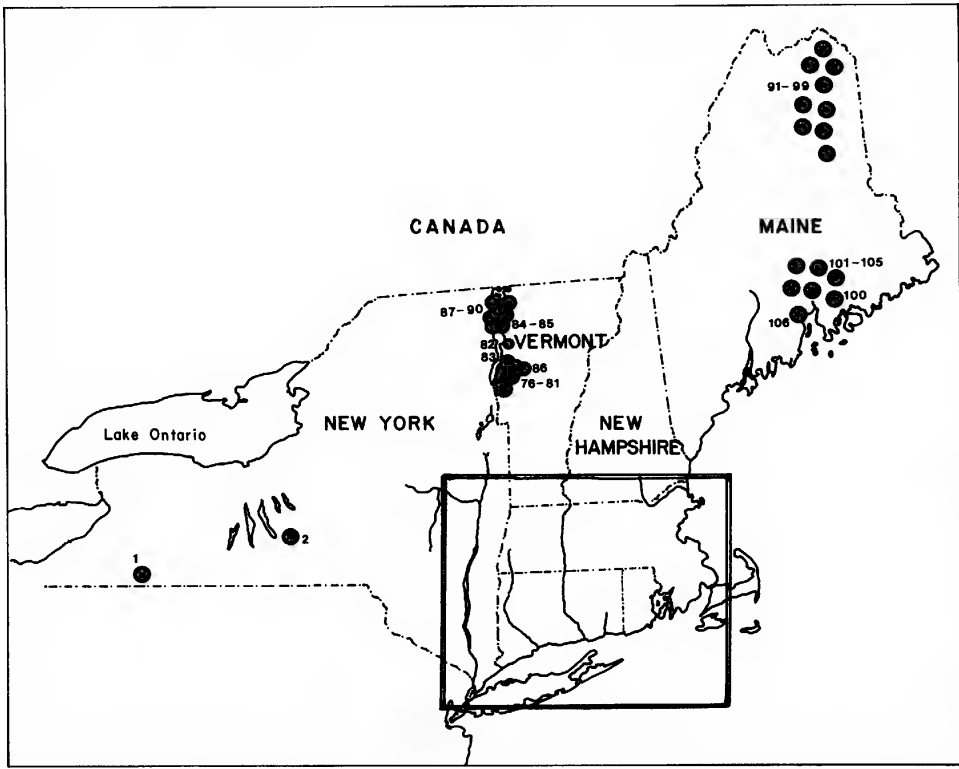 91-99
CANADA
MAINE
101-105
87-90
100
84-85
106
82
VERMONT
83
86
76-81
NEW YORK
NEW
HAMPSHIRE
Lake Ontario
2
1